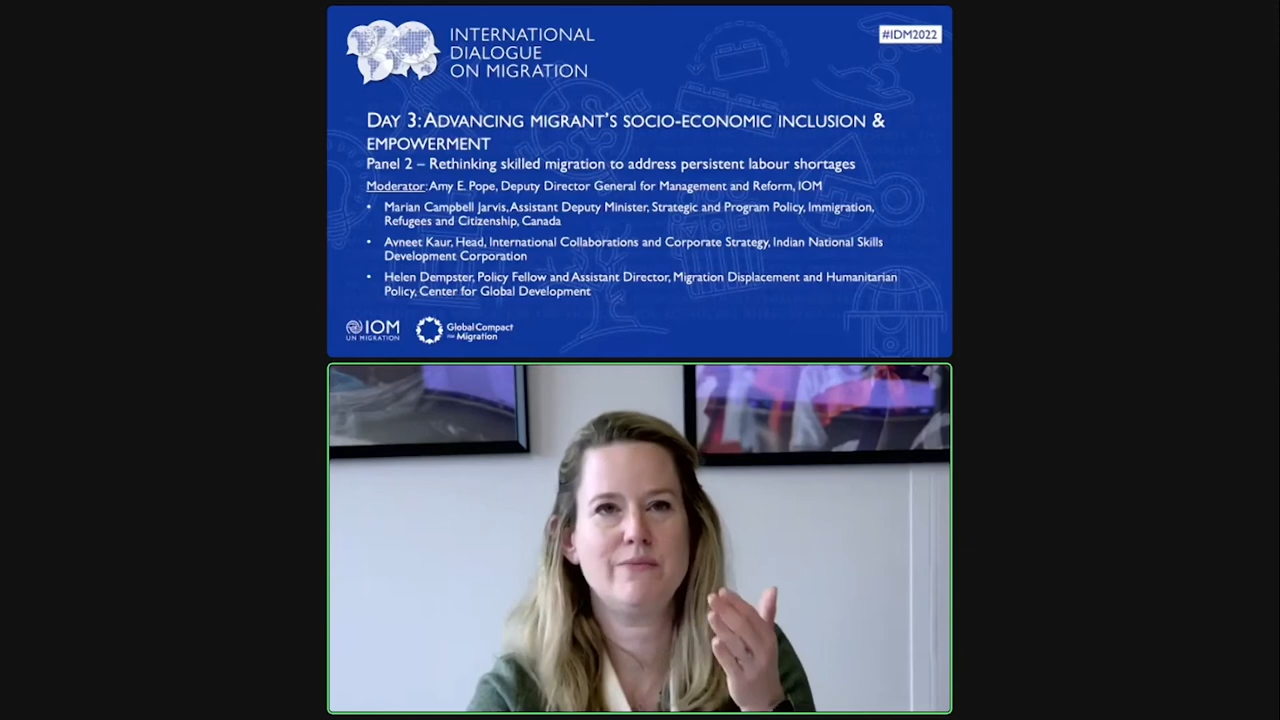 INTERNATIONAL
DIALOGUE
ON MIGRATION
#IDM2022
DAY 3: ADVANCING MIGRANT'S SOCIO-ECONOMIC INCLUSION &
EMPOWERMENT
Panel 2 – Rethinking skilled migration to address persistent labour shortages
Moderator: Amy E. Pope, Deputy Director General for Management and Reform, IOM
• Marian Campbell Jarvis, Assistant Deputy Minister, Strategic and Program Policy, Immigration,
Refugees and Citizenship, Canada
• Avneet Kaur, Head, International Collaborations and Corporate Strategy, Indian National Skills
Development Corporation
• Helen Dempster, Policy Fellow and Assistant Director, Migration Displacement and Humanitarian
Policy, Center for Global Development
IOM
UN MIGRATION
Global Compact
FOR Migration